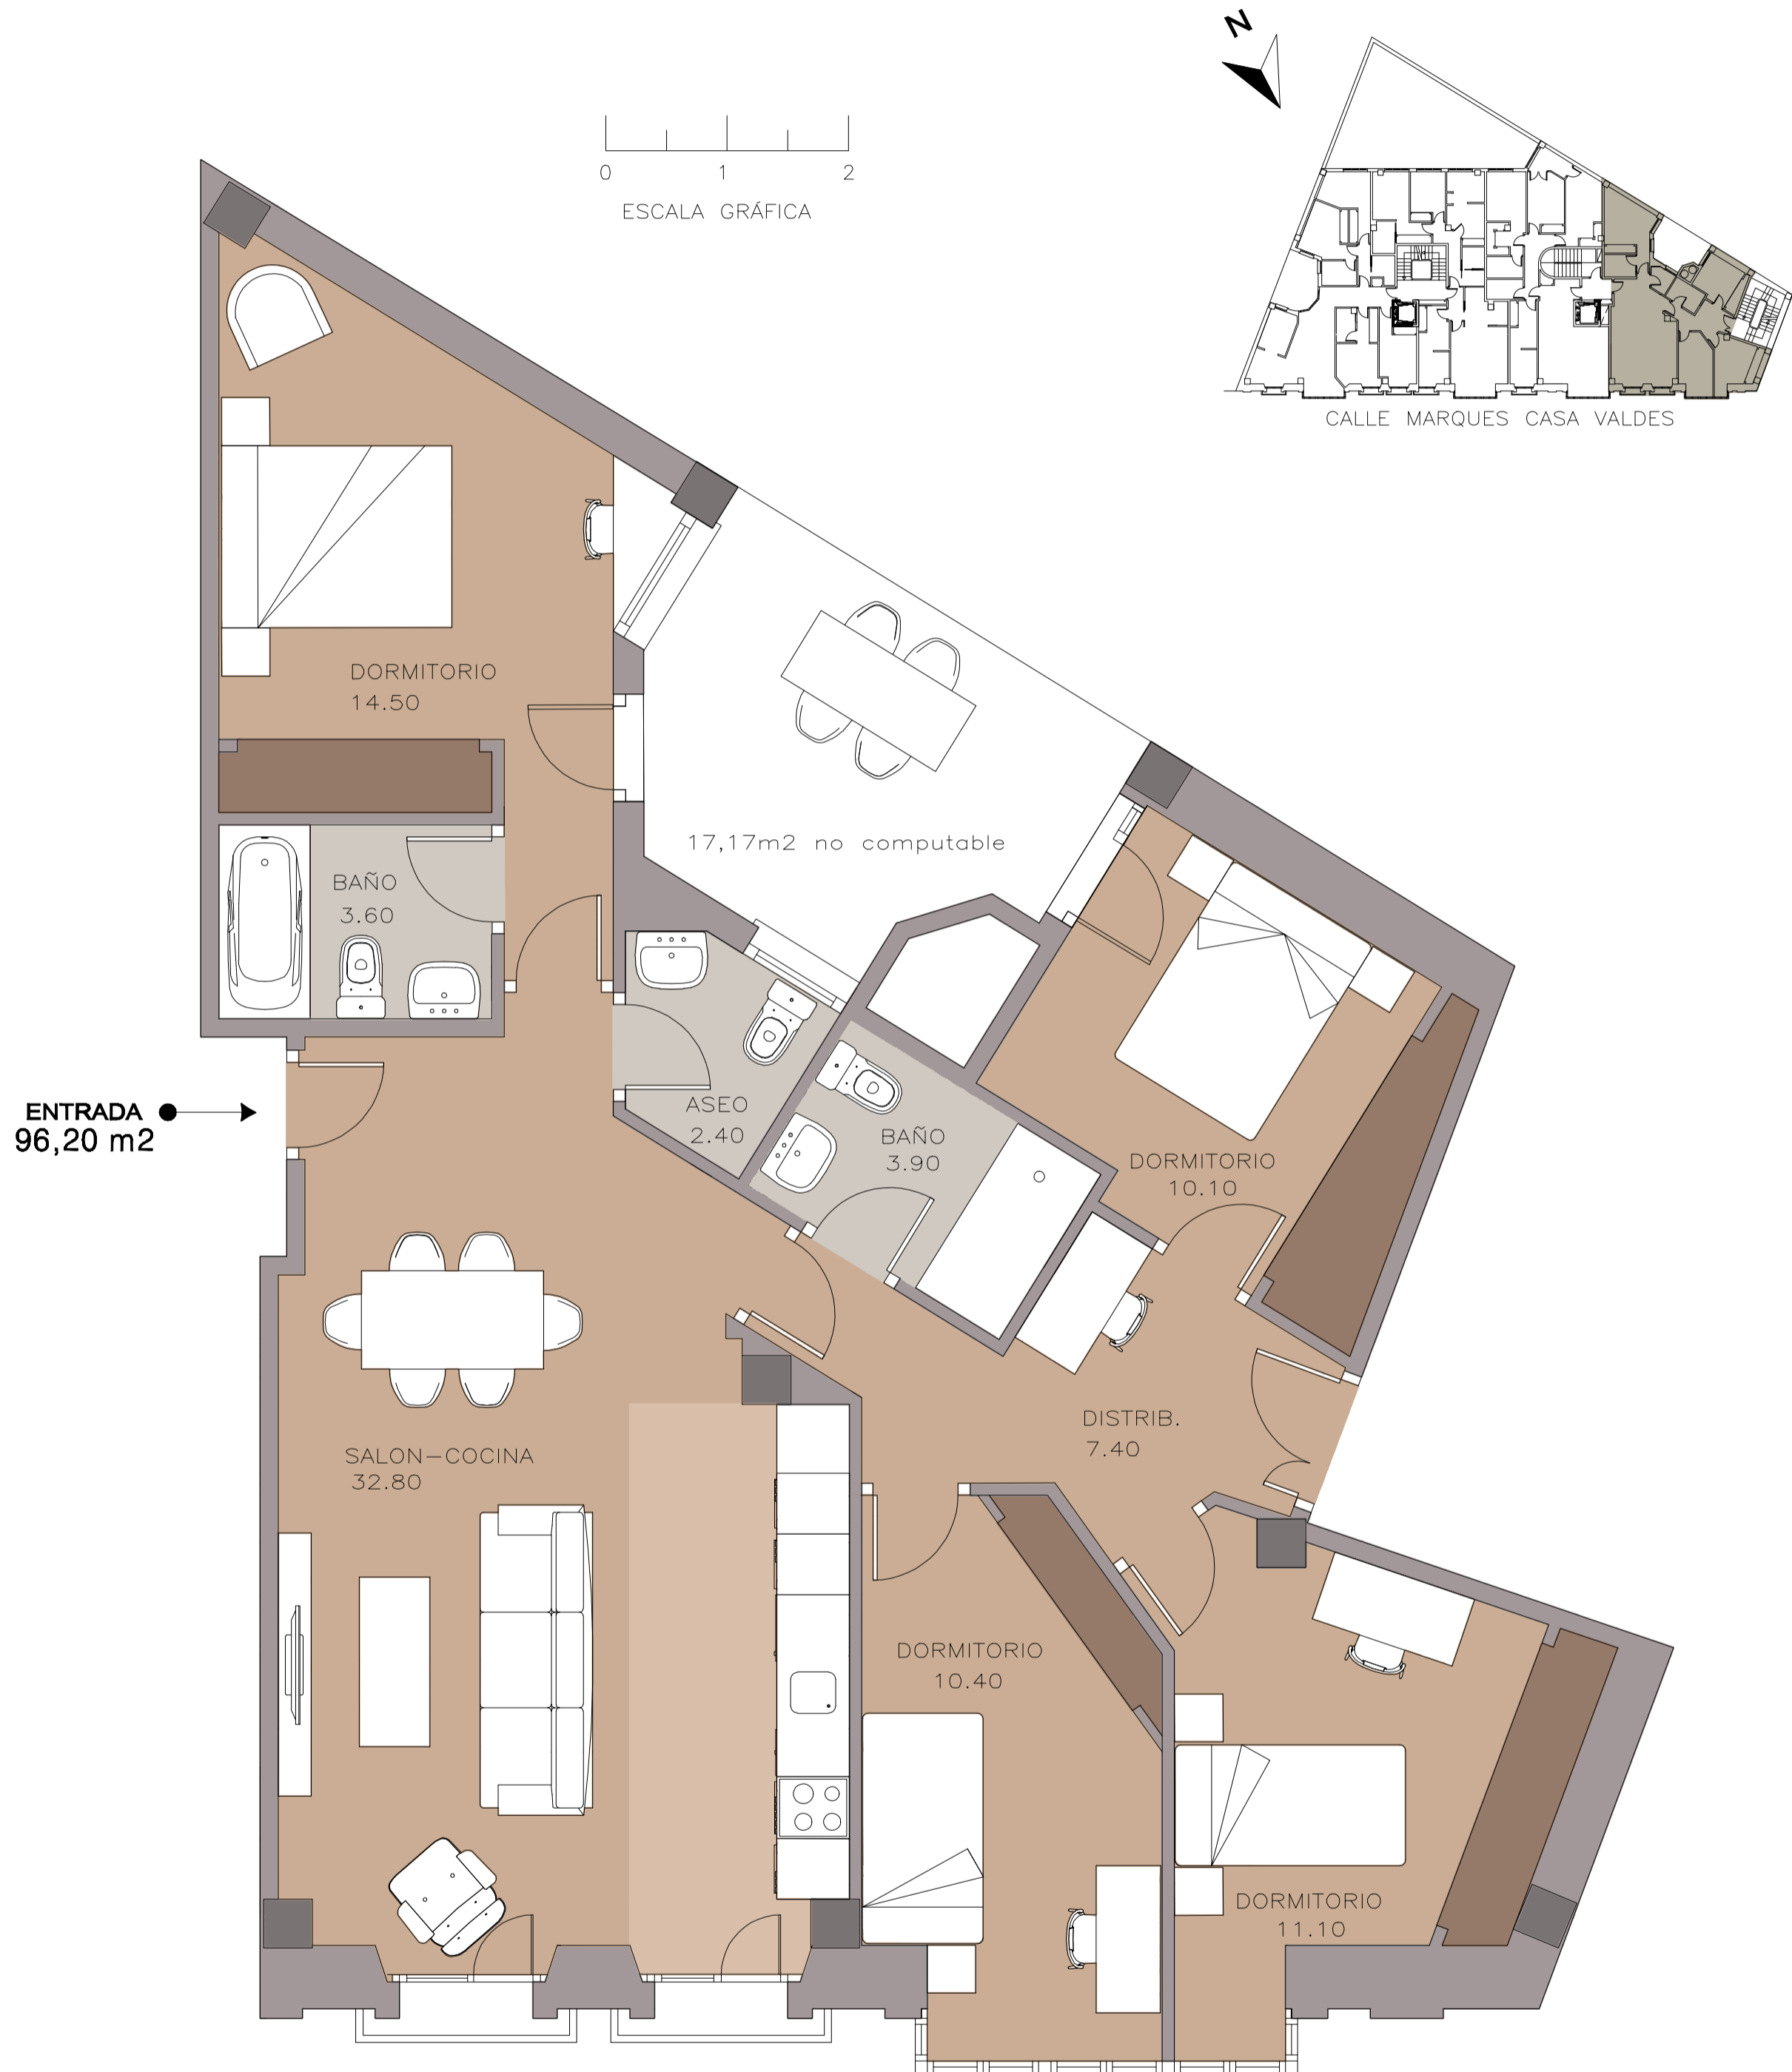 N
0 1 2
ESCALA GRÁFICA
CALLE MARQUES CASA VALDES
DORMITORIO
14.50
17,17m2 no computable
BAÑO
3.60
ENTRADA
96,20 m2
ASEO
2.40
BAÑO
3.90
DORMITORIO
10.10
DISTRIB.
7.40
SALON-COCINA
32.80
DORMITORIO
10.40
DORMITORIO
11.10